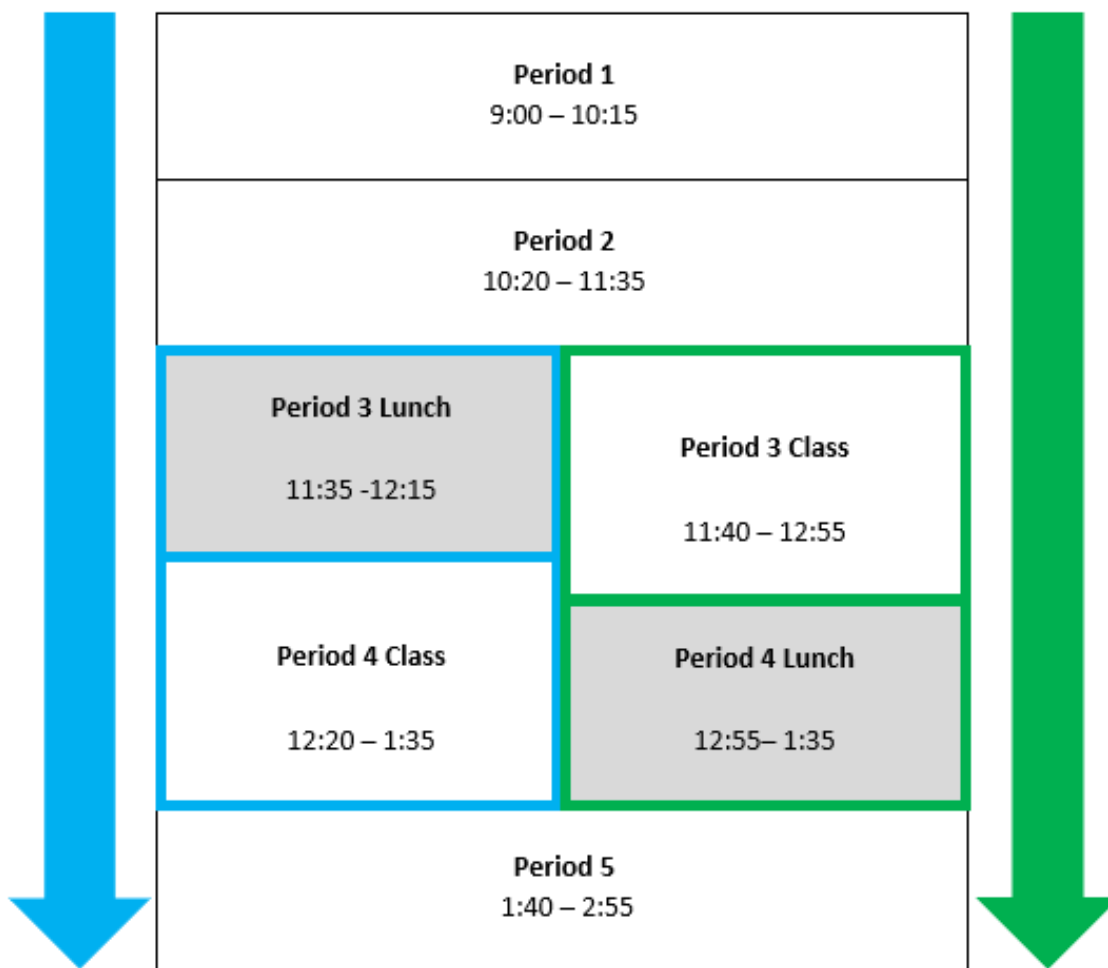 Period 1
9:00 – 10:15
Period 2
10:20 – 11:35
Period 3 Lunch
11:35 -12:15
Period 4 Class
12:20 – 1:35
Period 3 Class
11:40 – 12:55
Period 4 Lunch
12:55– 1:35
Period 5
1:40 – 2:55